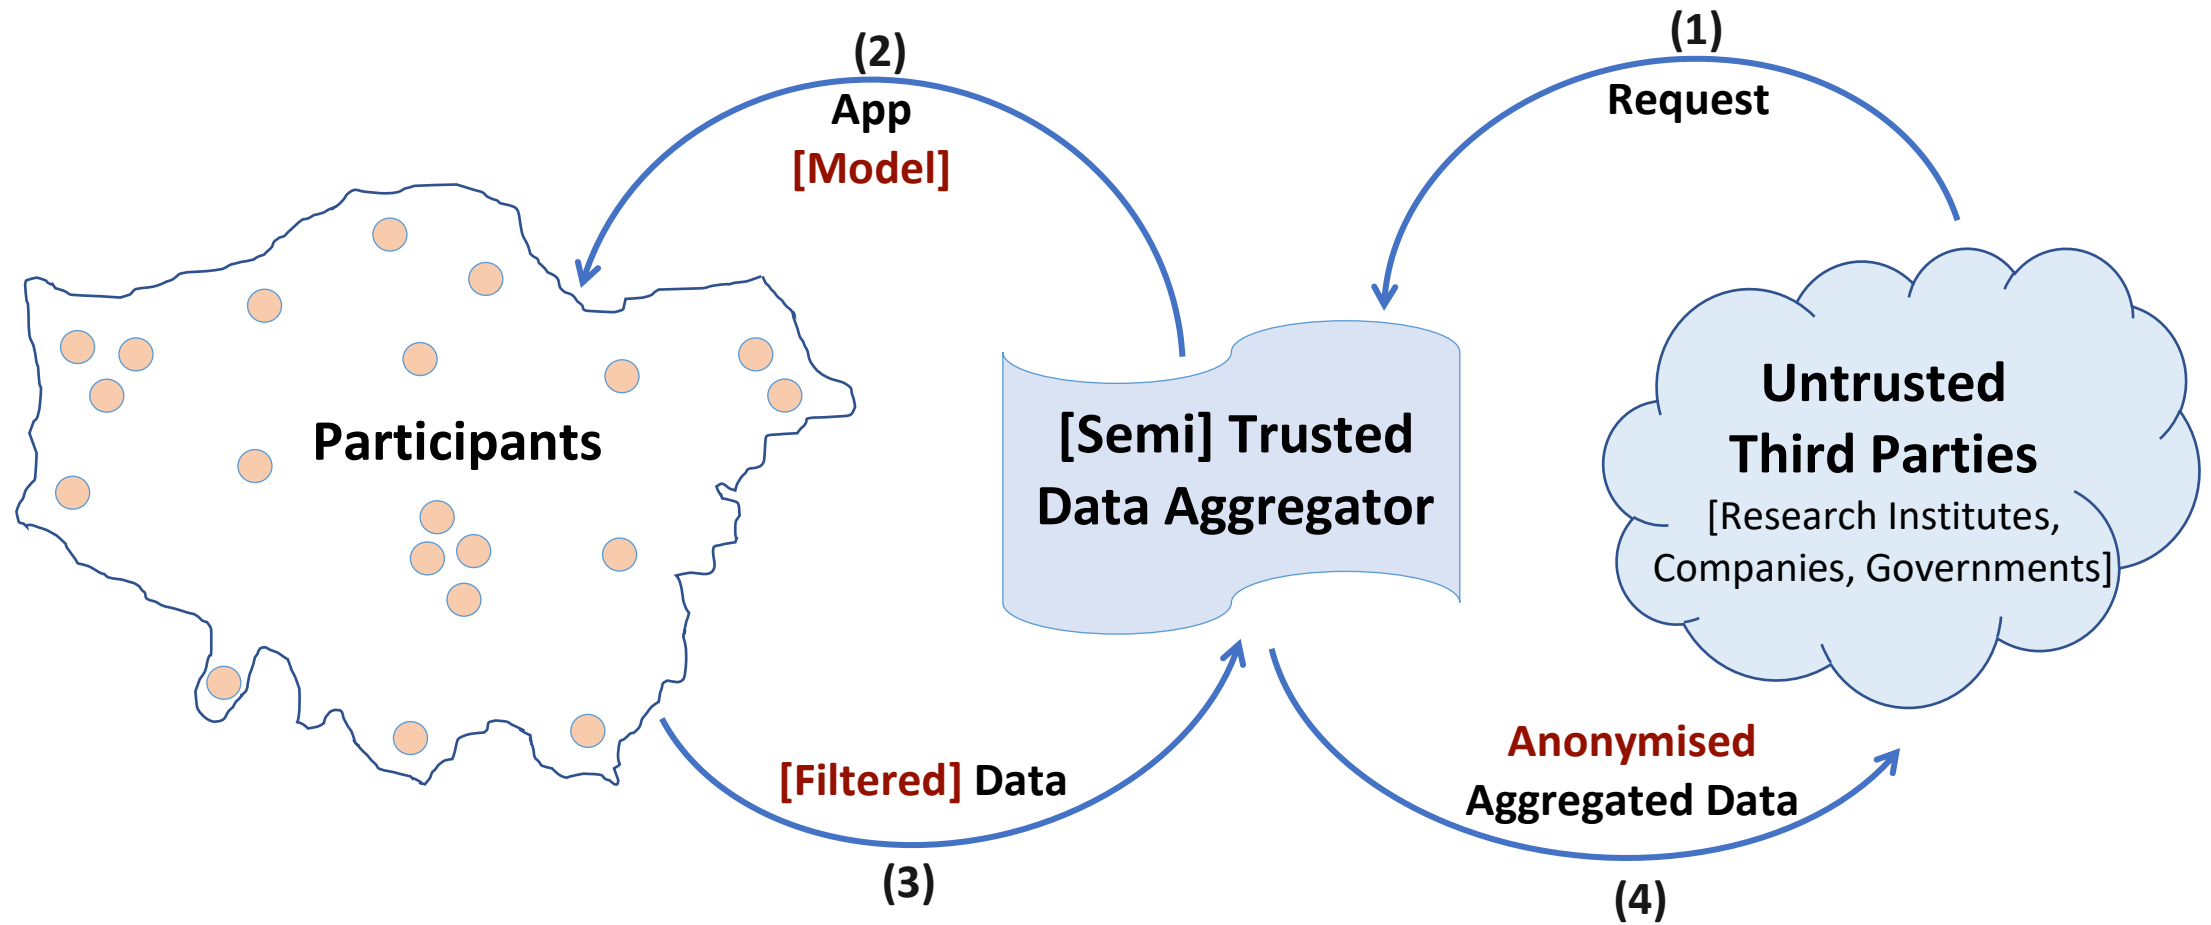 (1)
Request
(2)
App
[Model]
Participants
[Semi] Trusted
Data Aggregator
Untrusted
Third Parties
[Research Institutes,
Companies, Governments]
[Filtered] Data
(3)
Anonymised
Aggregated Data
(4)